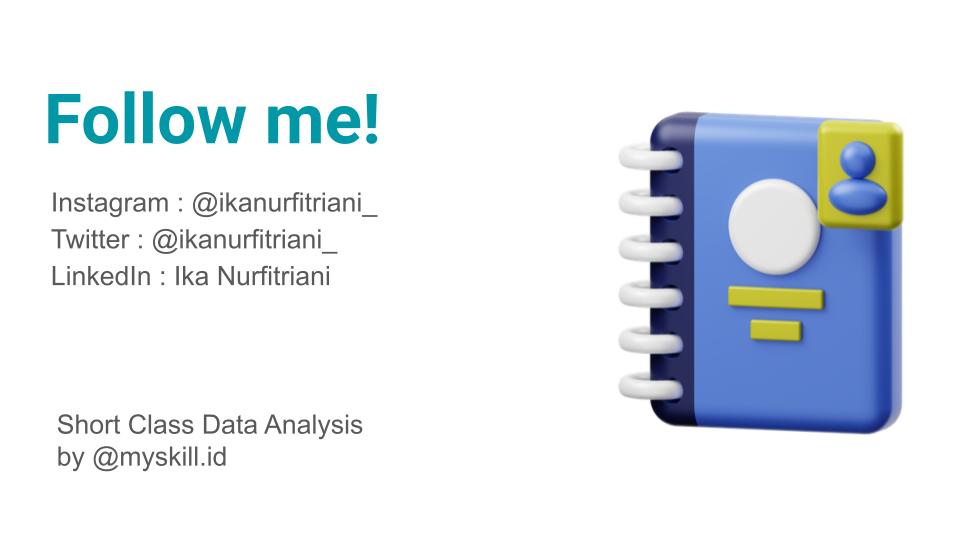 Follow me!
Instagram : @ikanurfitriani_
Twitter : @ikanurfitriani_
LinkedIn : Ika Nurfitriani
Short Class Data Analysis
by @myskill.id